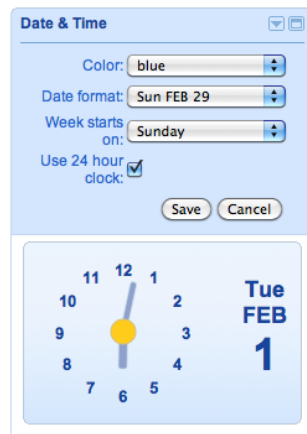 Date & Time
Color: blue
Date format: Sun FEB 29
Week starts
on: Sunday
Use 24 hour
clock:
Save Cancel
12
11 1
10 2
9 3
8 4
7 5
6
Tue
FEB
1